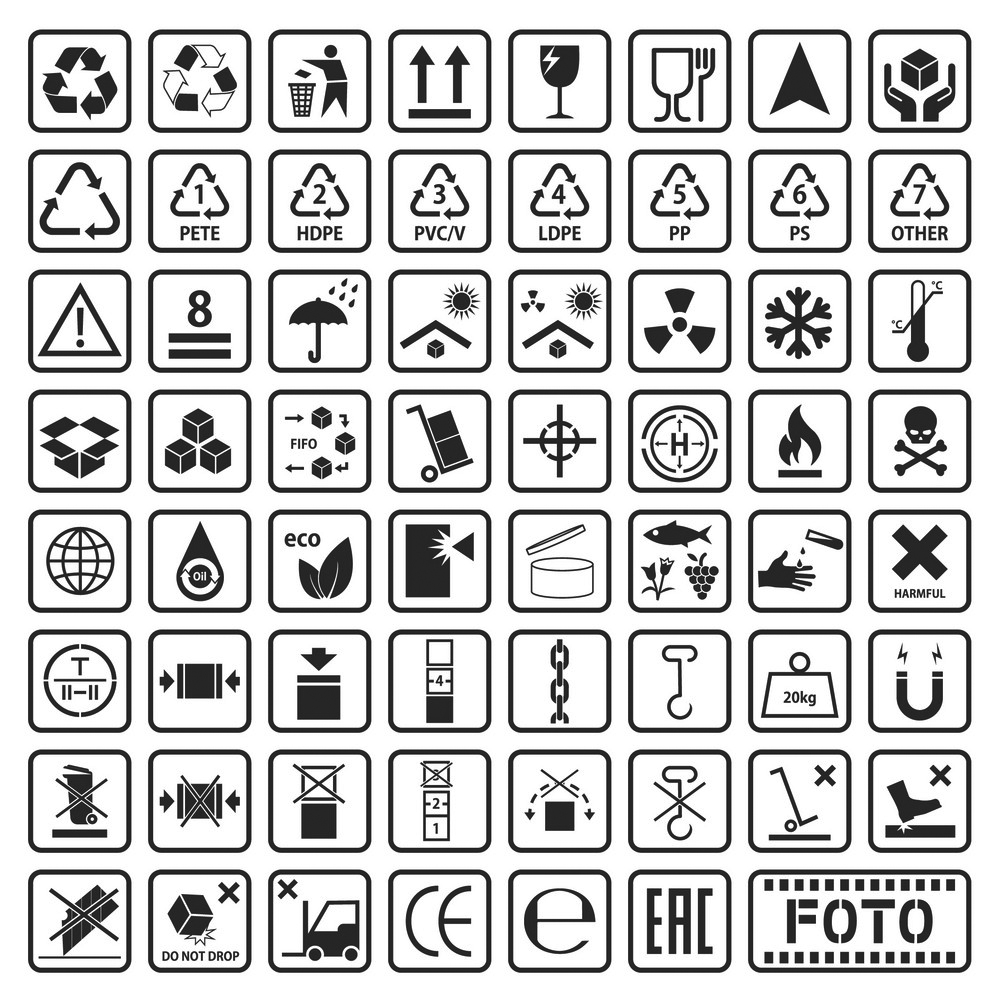 1
2
3
4
5
6
7
PETE
HDPE
PVC/V
LDPE
PP
PS
OTHER
!
8
°C
°C
FIFO
H
Oil
eco
HARMFUL
T
II–II
-4-
20kg
3
-2-
1
DO NOT DROP
CE
e
EAC
FOTO